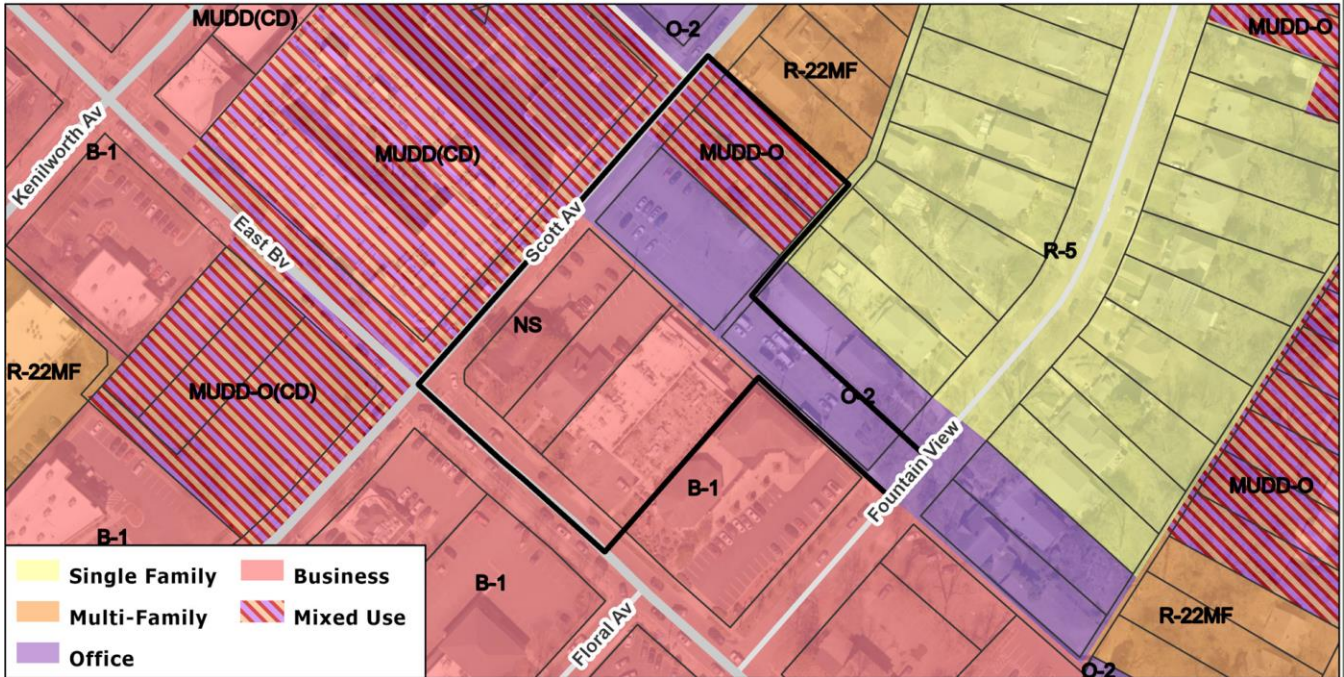 MUDD(CD)
O-2
MUDD-O
R-22MF
Kenilworth Av
B-1
MUDD(CD)
MUDD-O
Scott Av
East Bv
R-5
NS
R-22MF
MUDD-O(CD)
O-2
Fountain View
B-1
MUDD-O
B-1
B-1
Floral Av
R-22MF
O-2
Single Family
Business
Multi-Family
Mixed Use
Office